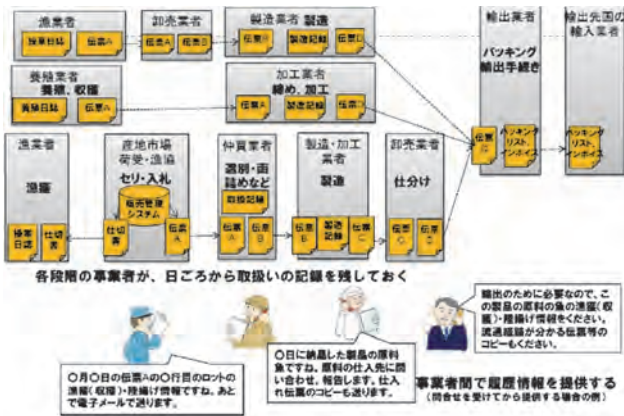 漁業者
操業日誌
伝票A
卸売業者
伝票A
伝票B
製造業者 製造
伝票B
製造記録
伝票D
輸出業者
パッキング
輸出手続き
輸出先国の
輸入業者
養殖業者
養殖、収穫
養殖日誌
伝票A
加工業者
締め、加工
伝票A
製造記録
伝票D
伝票
パッキング
リスト、
インボイス
パッキング
リスト、
インボイス
漁業者
漁獲
操業
日誌
仕切
書
産地市場
荷受・漁協
セリ・入札
販売管理
システム
仕切
書
伝票
A
仲買業者
選別・函
詰めなど
取扱記録
伝票
A
伝票
B
製造・加工
業者
製造
伝票
B
製造
記録
伝票
C
卸売業者
仕分け
伝票
C
伝票
各段階の事業者が、日ごろから取扱いの記録を残しておく
〇月〇日の伝票Aの〇行目のロットの
漁獲(収穫)・陸揚げ情報ですね。あと
で電子メールで送ります。
〇日に納品した製品の原料
魚ですね。原料の仕入先に問
い合わせ、報告します。仕入
れ伝票のコピーも送ります。
輸出のために必要なので、こ
の製品の原料の魚の漁獲(収
穫)・陸揚げ情報をください。
流通経路が分かる伝票等の
コピーもください。
事業者間で履歴情報を提供する
(問合せを受けてから提供する場合の例)